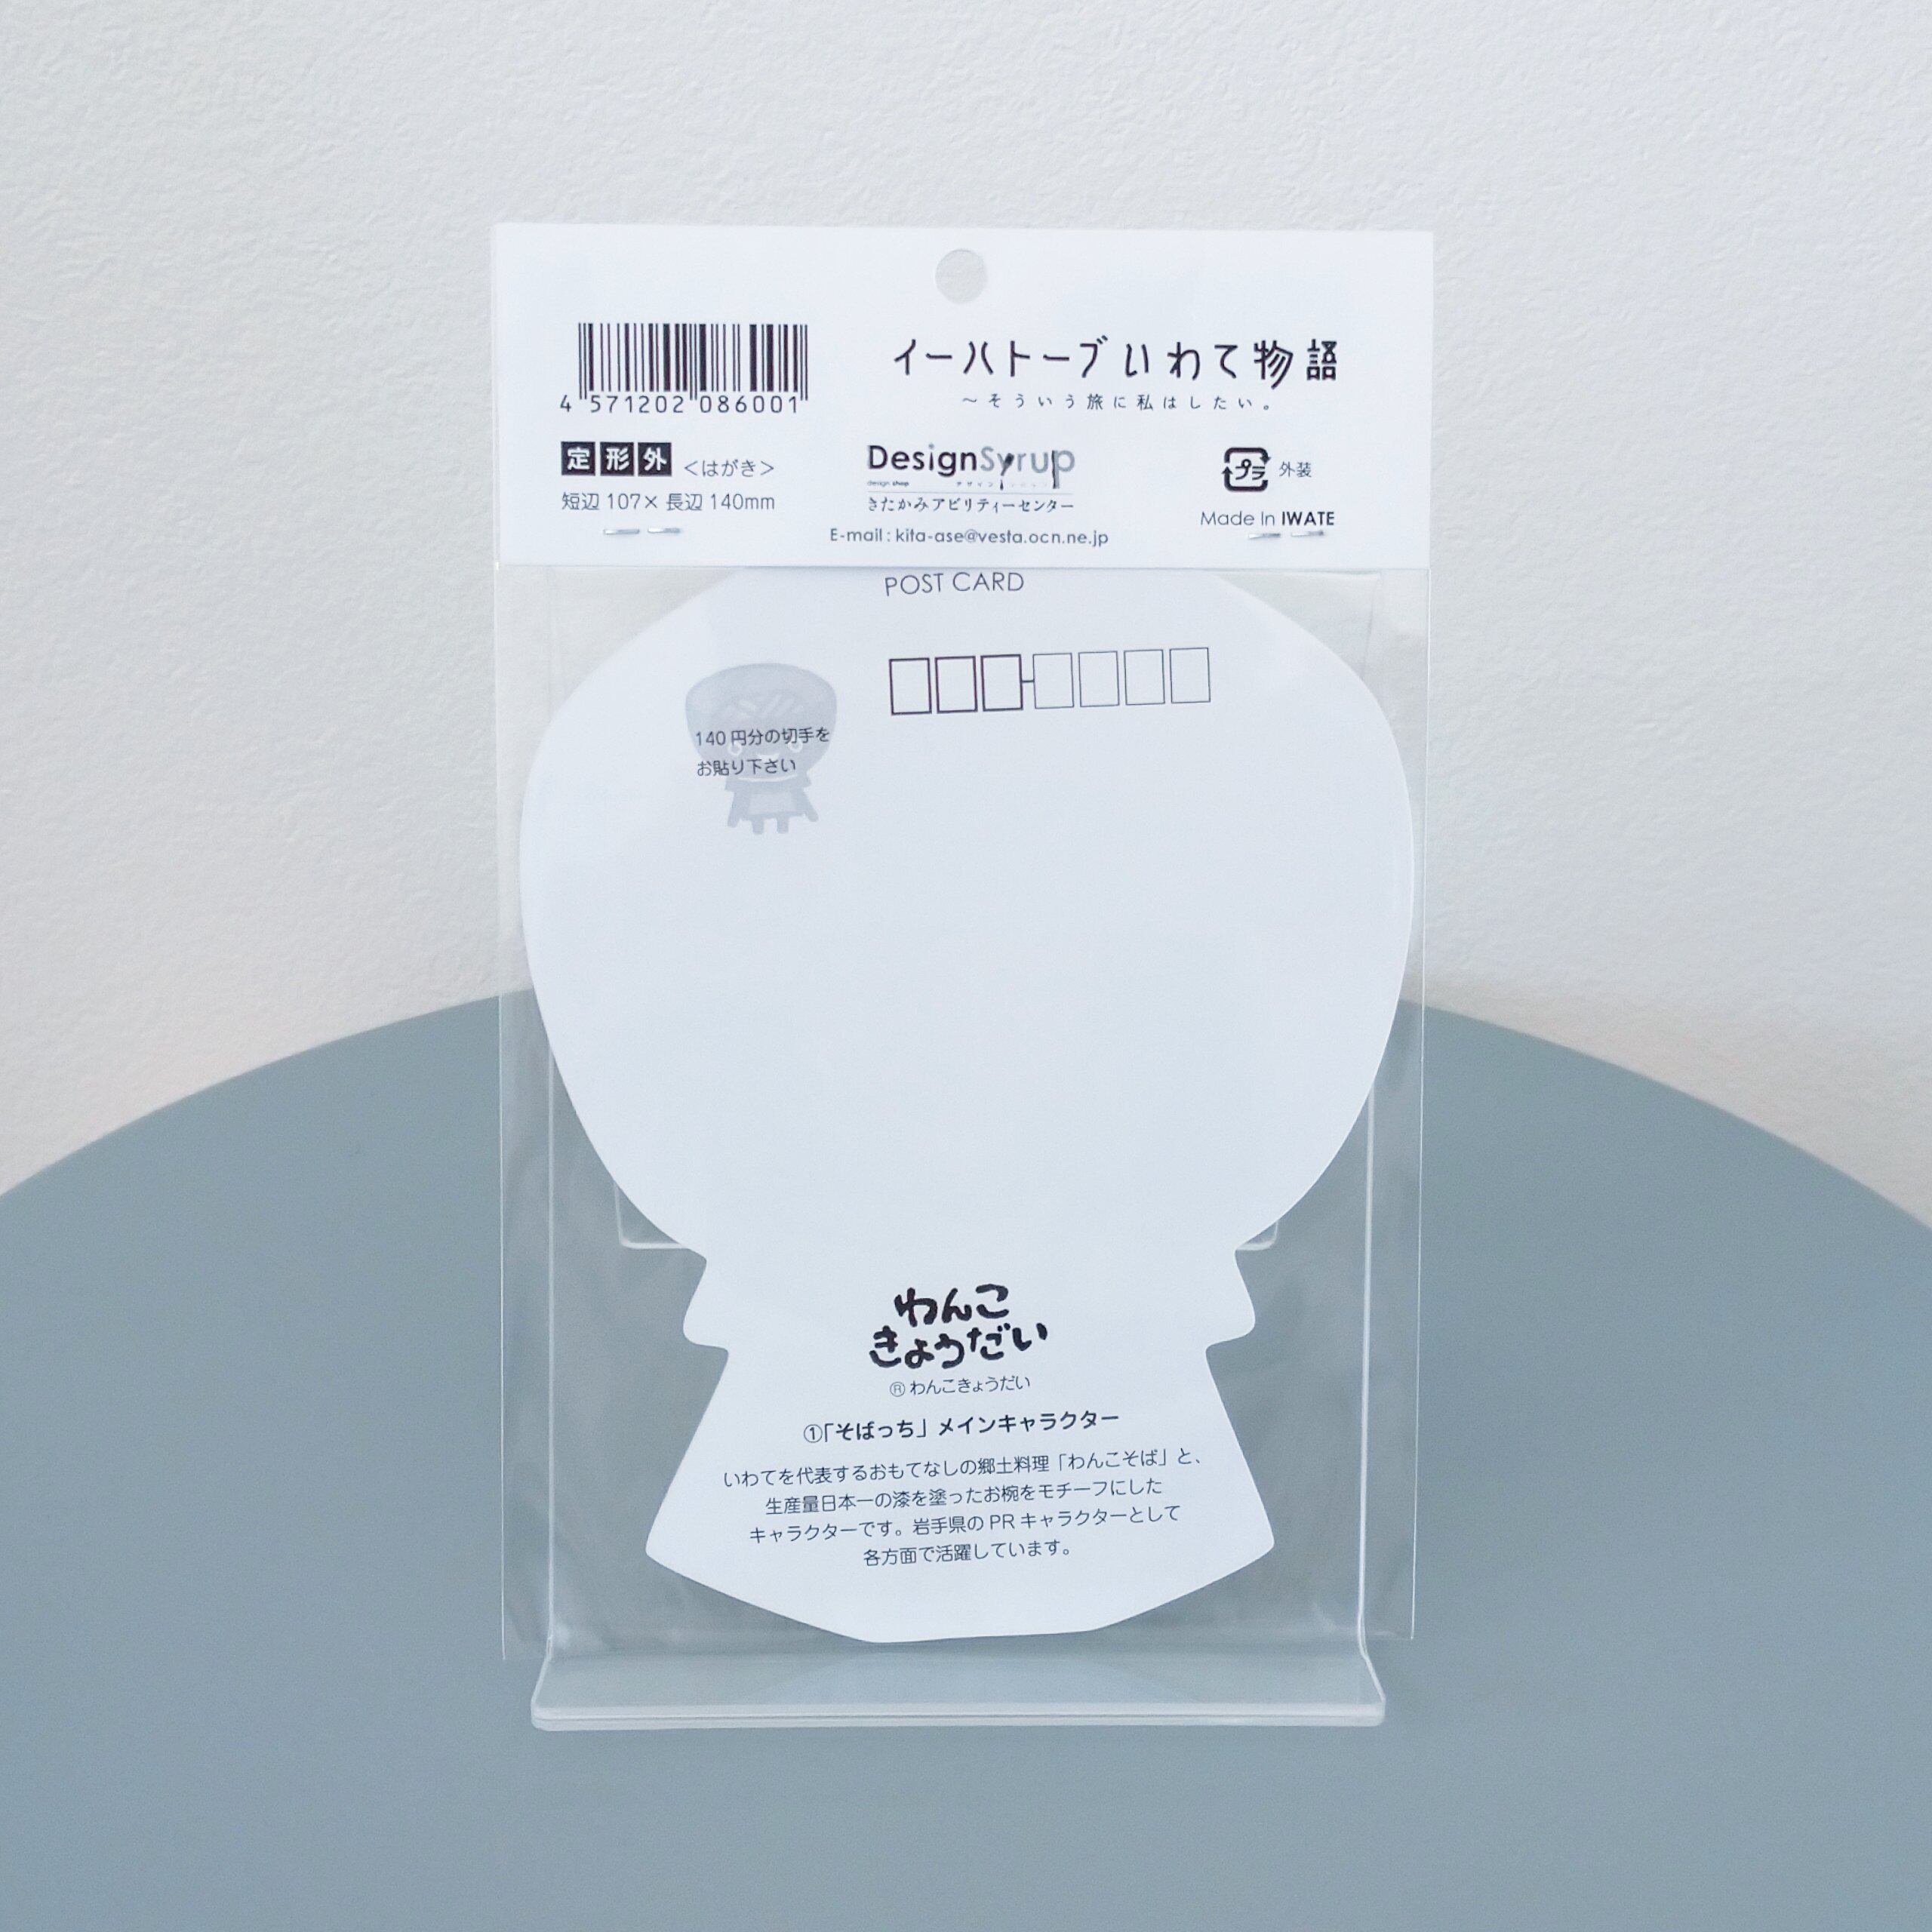 4 571202 086001
イーハトーブいわて物語
～そういう旅に私はしたい。
定形外 <はがき>
短辺 107× 長辺 140mm
DesignSyrup
design shop
きたかみアビリティーセンター
E-mail : kita-ase@vesta.ocn.ne.jp
プラ 外装
Made In IWATE
POST CARD
140 円分の切手を
お貼り下さい
わんこ
きょうだい
Ⓡ わんこきょうだい
①「そばっち」メインキャラクター
いわてを代表するおもてなしの郷土料理「わんこそば」と、
生産量日本一の漆を塗ったお椀をモチーフにした
キャラクターです。岩手県の PR キャラクターとして
各方面で活躍しています。